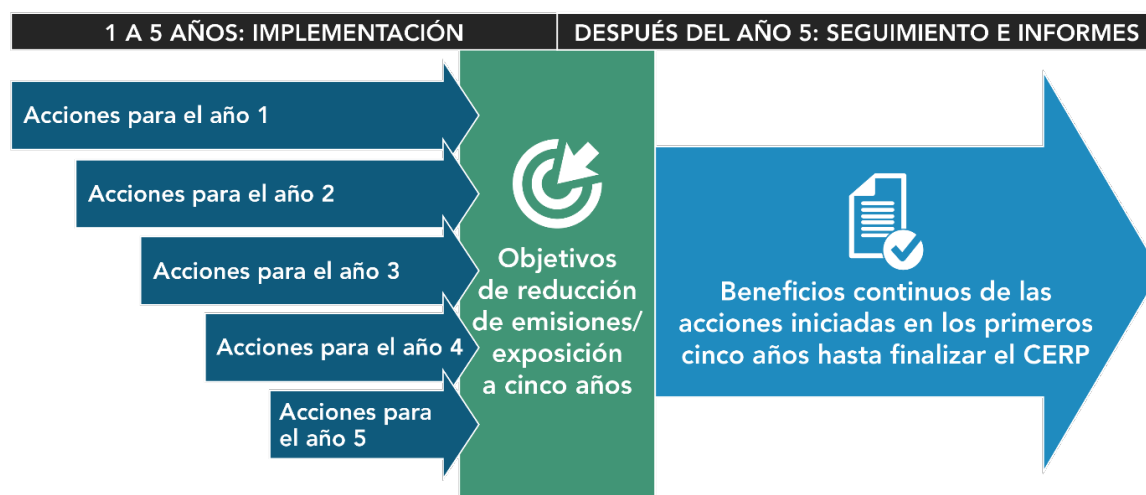 1 A 5 AÑOS: IMPLEMENTACIÓN
DESPUÉS DEL AÑO 5: SEGUIMIENTO E INFORMES
Acciones para el año 1
Acciones para el año 2
Acciones para el año 3
Acciones para el año 4
Acciones para
el año 5
Objetivos
de reducción
de emisiones/
exposición
a cinco años
Beneficios continuos de las
acciones iniciadas en los primeros
cinco años hasta finalizar el CERP